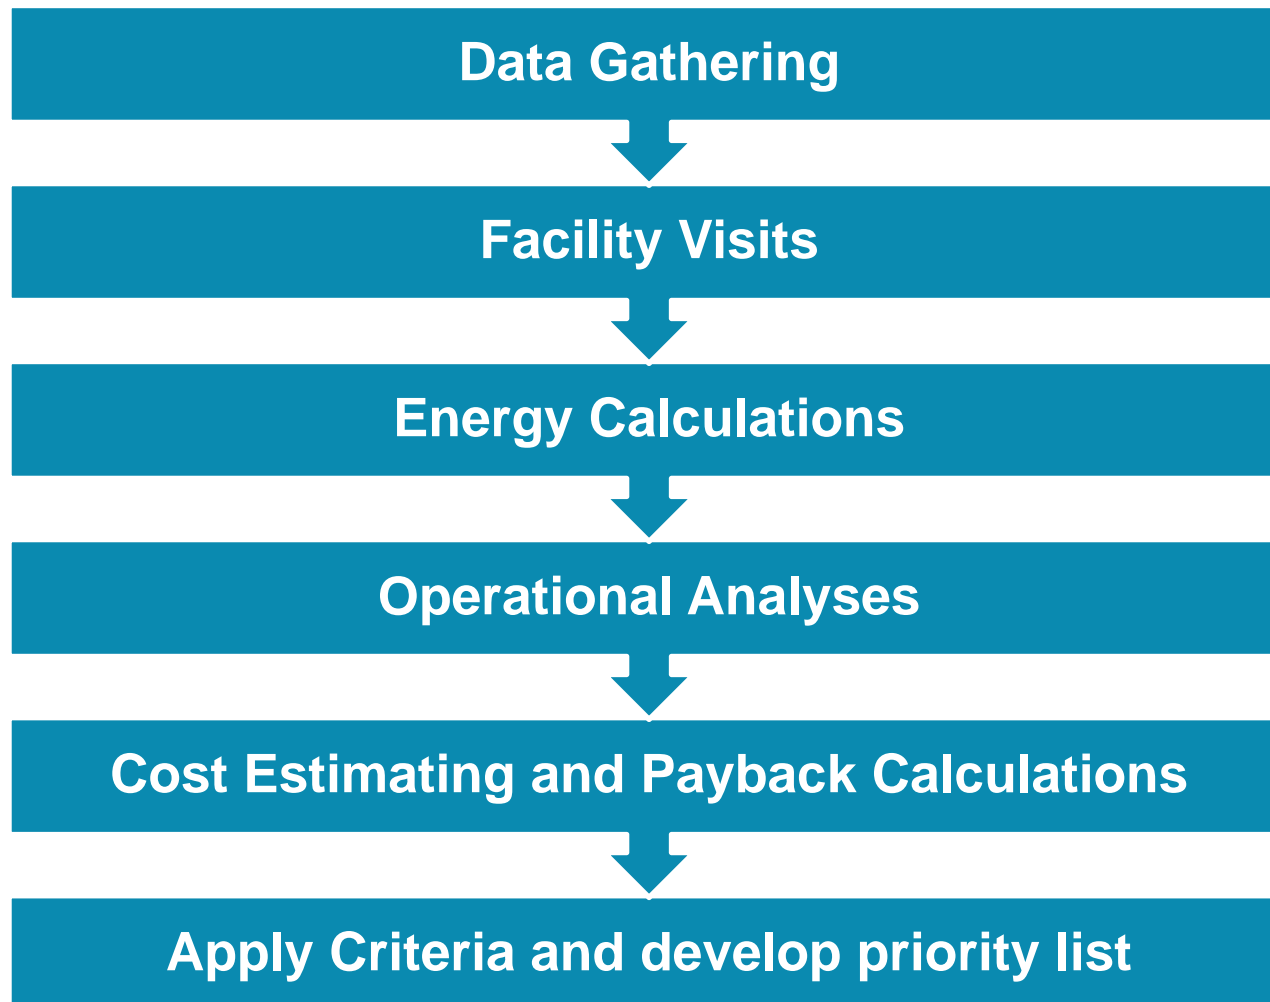 Data Gathering
Facility Visits
Energy Calculations
Operational Analyses
Cost Estimating and Payback Calculations
Apply Criteria and develop priority list